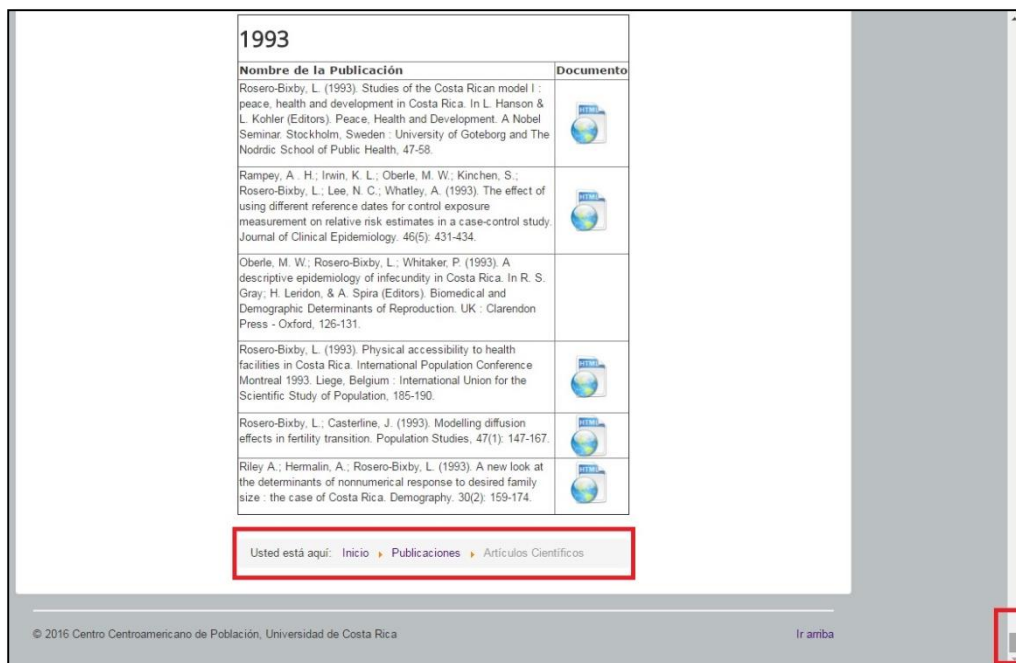 1993
Nombre de la Publicación Documento
Rosero-Bixby, L. (1993). Studies of the Costa Rican model I :
peace, health and development in Costa Rica. In L. Hanson &
L. Kohler (Editors). Peace, Health and Development. A Nobel
Seminar. Stockholm, Sweden : University of Goteborg and The
Nodrdic School of Public Health, 47-58.
HTML
Rampey, A . H.; Irwin, K. L.; Oberle, M. W.; Kinchen, S.;
Rosero-Bixby, L.; Lee, N. C.; Whatley, A. (1993). The effect of
using different reference dates for control exposure
measurement on relative risk estimates in a case-control study.
Journal of Clinical Epidemiology. 46(5): 431-434.
HTML
Oberle, M. W.; Rosero-Bixby, L.; Whitaker, P. (1993). A
descriptive epidemiology of infecundity in Costa Rica. In R. S.
Gray; H. Leridon, & A. Spira (Editors). Biomedical and
Demographic Determinants of Reproduction. UK : Clarendon
Press - Oxford, 126-131.
Rosero-Bixby, L. (1993). Physical accessibility to health
facilities in Costa Rica. International Population Conference
Montreal 1993. Liege, Belgium : International Union for the
Scientific Study of Population, 185-190.
HTML
Rosero-Bixby, L.; Casterline, J. (1993). Modelling diffusion
effects in fertility transition. Population Studies, 47(1): 147-167.
HTML
Riley A.; Hermalin, A.; Rosero-Bixby, L. (1993). A new look at
the determinants of nonnumerical response to desired family
size : the case of Costa Rica. Demography. 30(2): 159-174.
HTML
Usted está aquí: Inicio Publicaciones Artículos Científicos
© 2016 Centro Centroamericano de Población, Universidad de Costa Rica Ir arriba